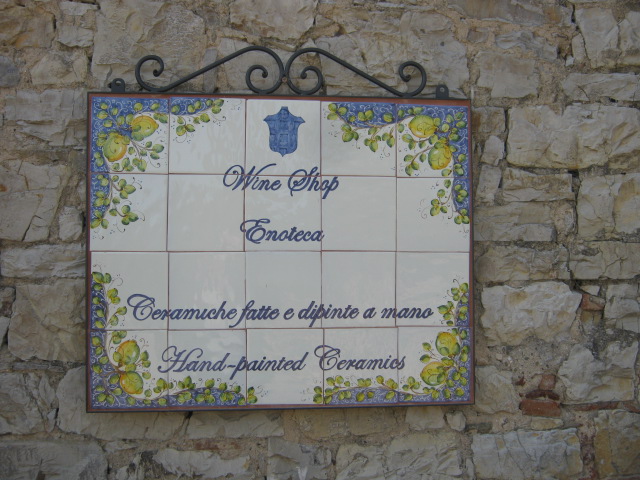 Wine Shop
Enoteca
Ceramiche fatte e dipinte a mano
Hand-painted Ceramics